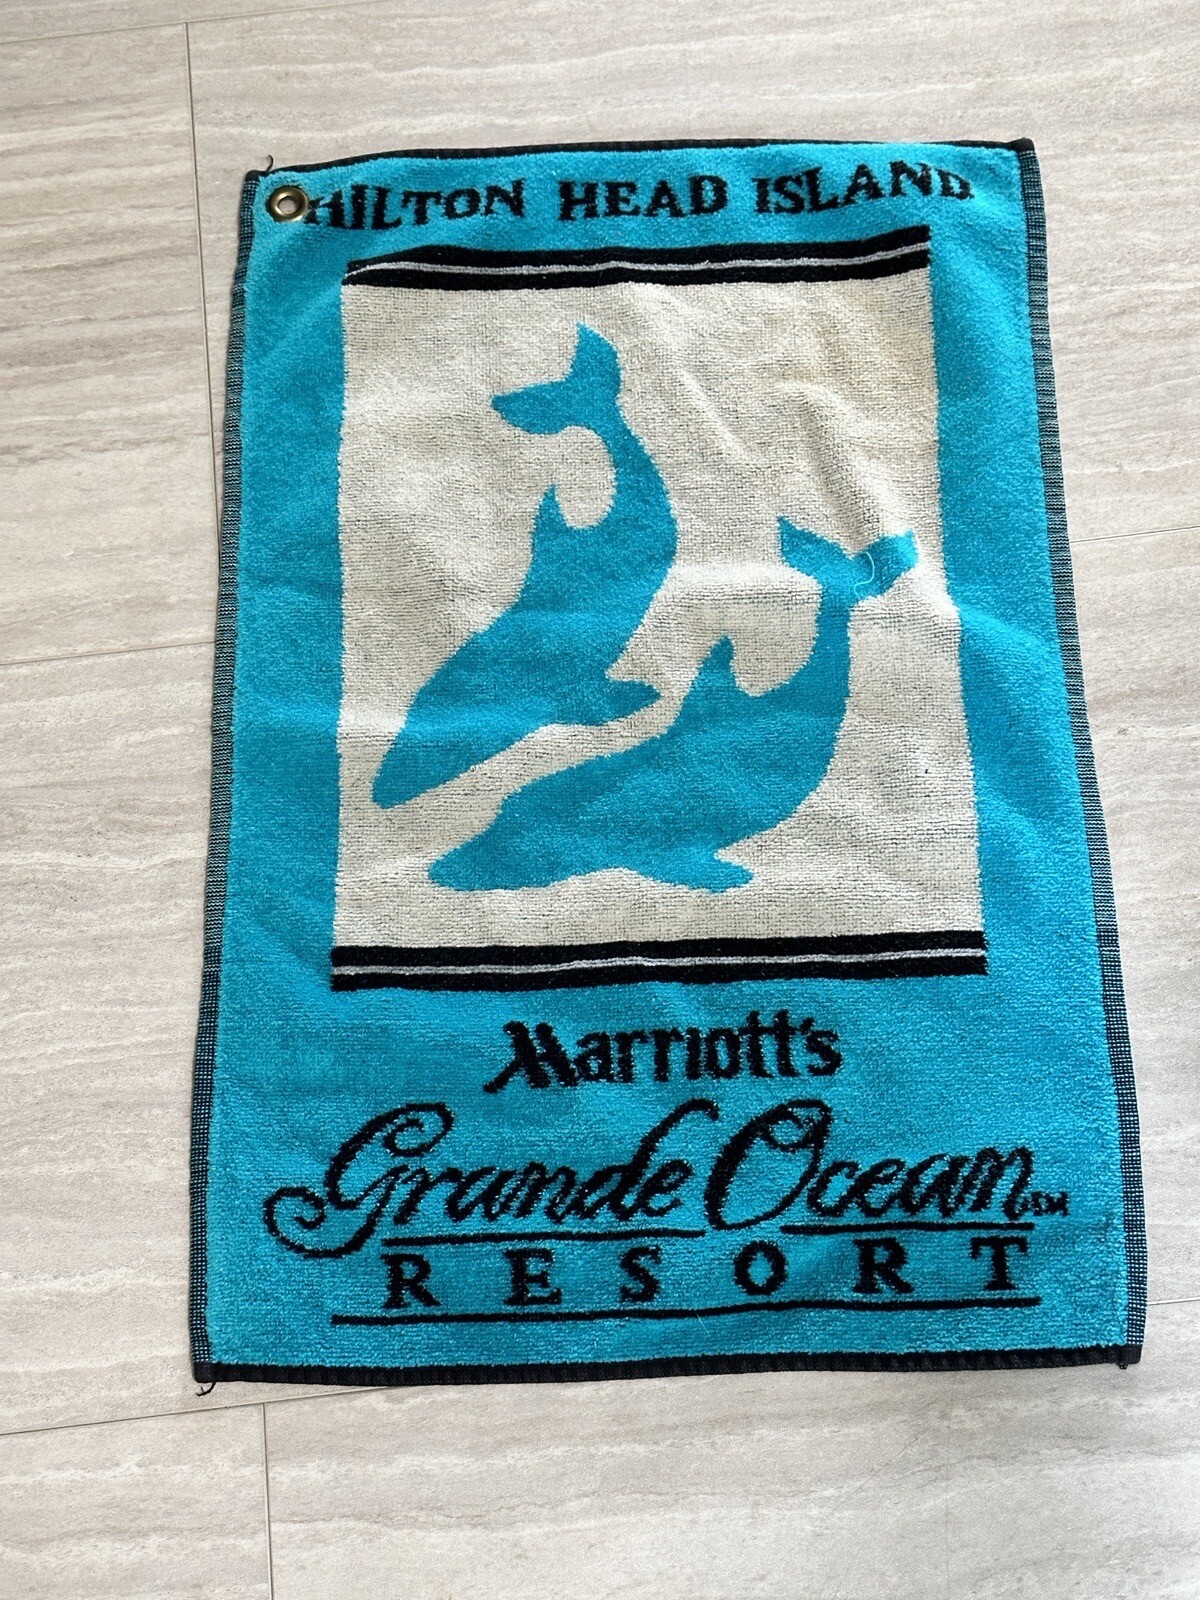 HILTON HEAD ISLAND
Marriott's
Grande Ocean SM
RESORT